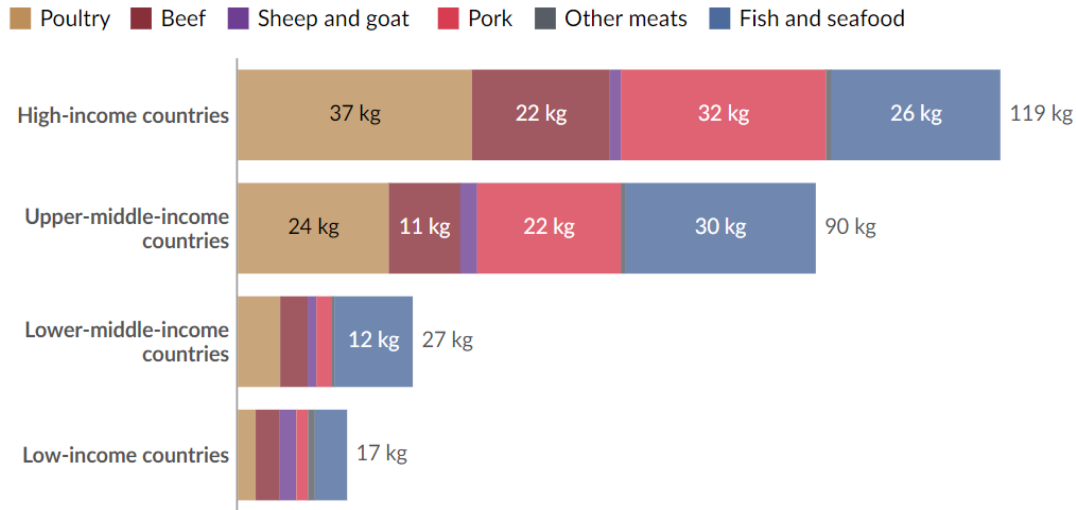 Poultry Beef Sheep and goat Pork Other meats Fish and seafood
High-income countries 37 kg 22 kg 32 kg 26 kg 119 kg
Upper-middle-income
countries 24 kg 11 kg 22 kg 30 kg 90 kg
Lower-middle-income
countries 12 kg 27 kg
Low-income countries 17 kg